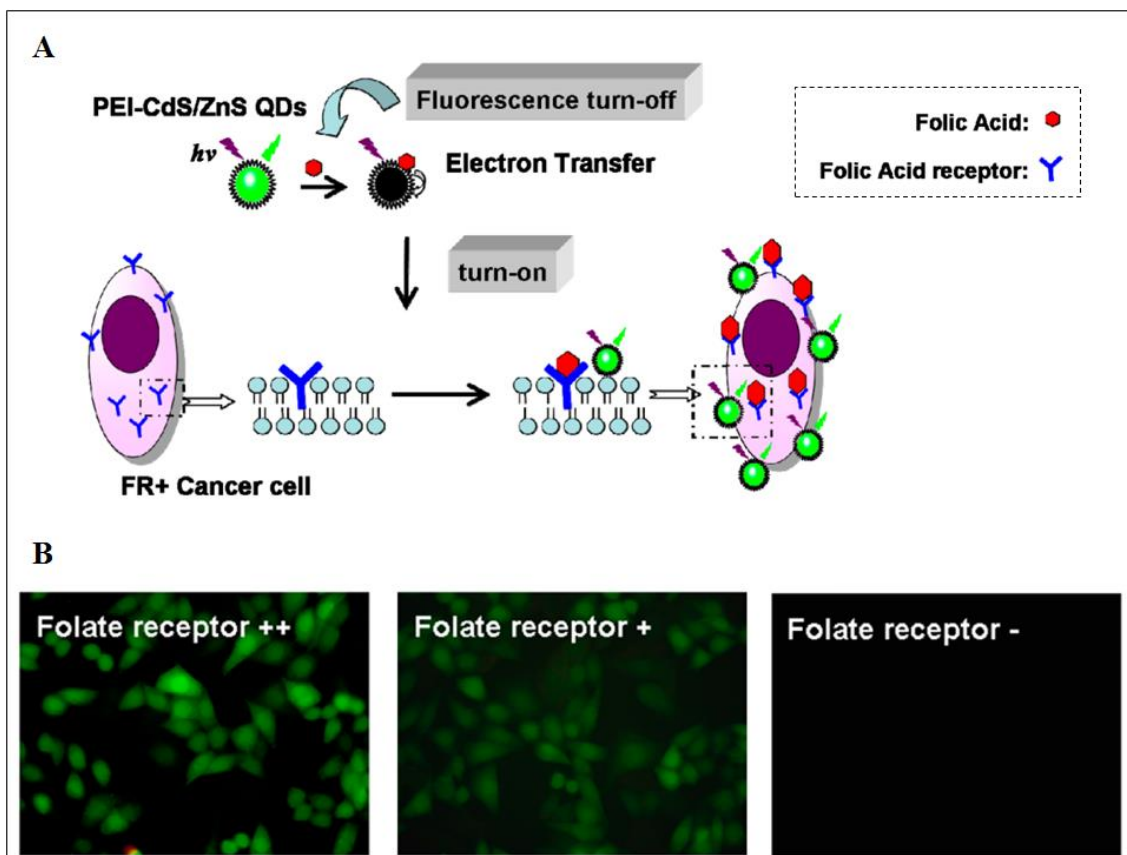 A
PEI-CdS/ZnS QDs
Fluorescence turn-off
hv
Electron Transfer
Folic Acid:
Folic Acid receptor:
turn-on
FR+ Cancer cell
B
Folate receptor ++
Folate receptor +
Folate receptor -